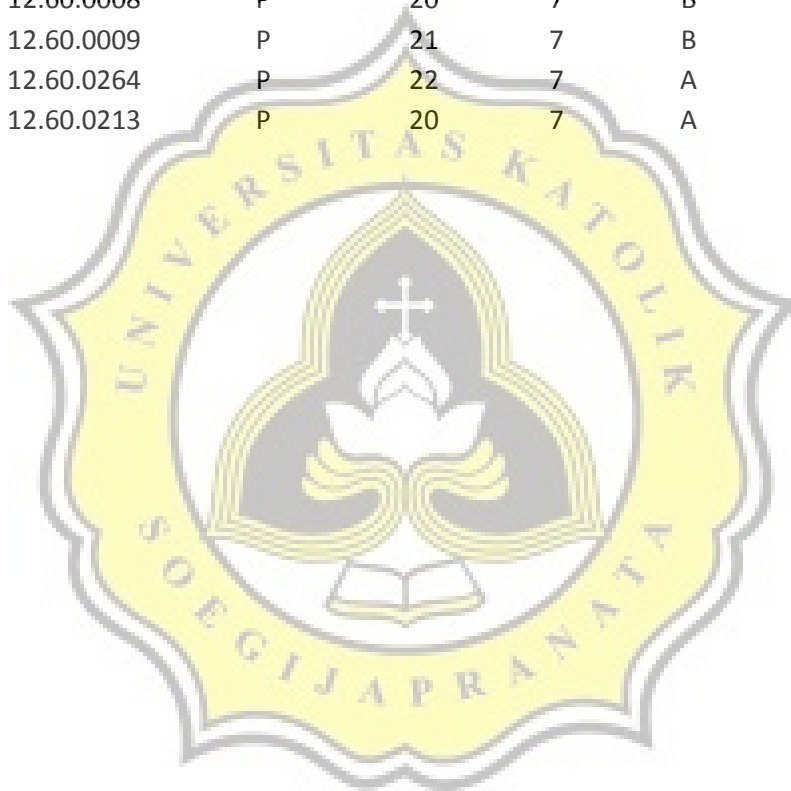 12.60.0008 P 20 7 B
12.60.0009 P 21 7 B
12.60.0264 P 22 7 A
12.60.0213 P 20 7 A
UNIVERSITAS KATOLIK
SOEGIJAPRANATA